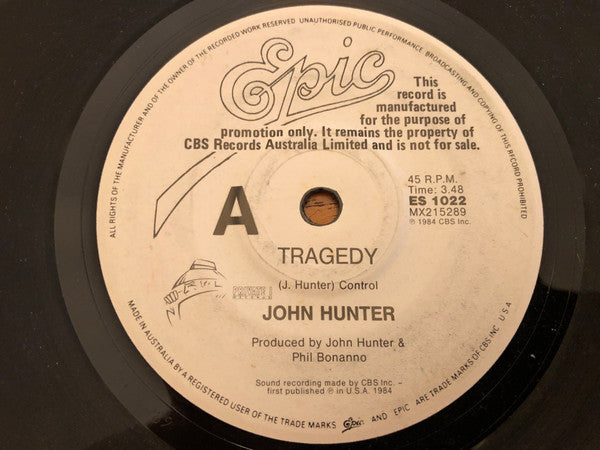 ALL RIGHTS OF THE MANUFACTURER AND OF THE OWNER OF THE RECORDED WORK RESERVED UNAUTHORISED PUBLIC PERFORMANCE, BROADCASTING AND COPYING OF THIS RECORD PROHIBITED
Epic
This
record is
manufactured
for the purpose of
promotion only. It remains the property of
CBS Records Australia Limited and is not for sale.
A
45 R.P.M.
Time: 3.48
ES 1022
MX215289
℗ 1984 CBS Inc.
TRAGEDY
(J. Hunter) Control
PRIVATE I
RECORDS
JOHN HUNTER
Produced by John Hunter &
Phil Bonanno
Sound recording made by CBS Inc. –
first published ℗ in U.S.A. 1984
MADE IN AUSTRALIA BY A REGISTERED USER OF THE TRADE MARKS Epic AND EPIC ARE TRADE MARKS OF CBS INC U.S.A